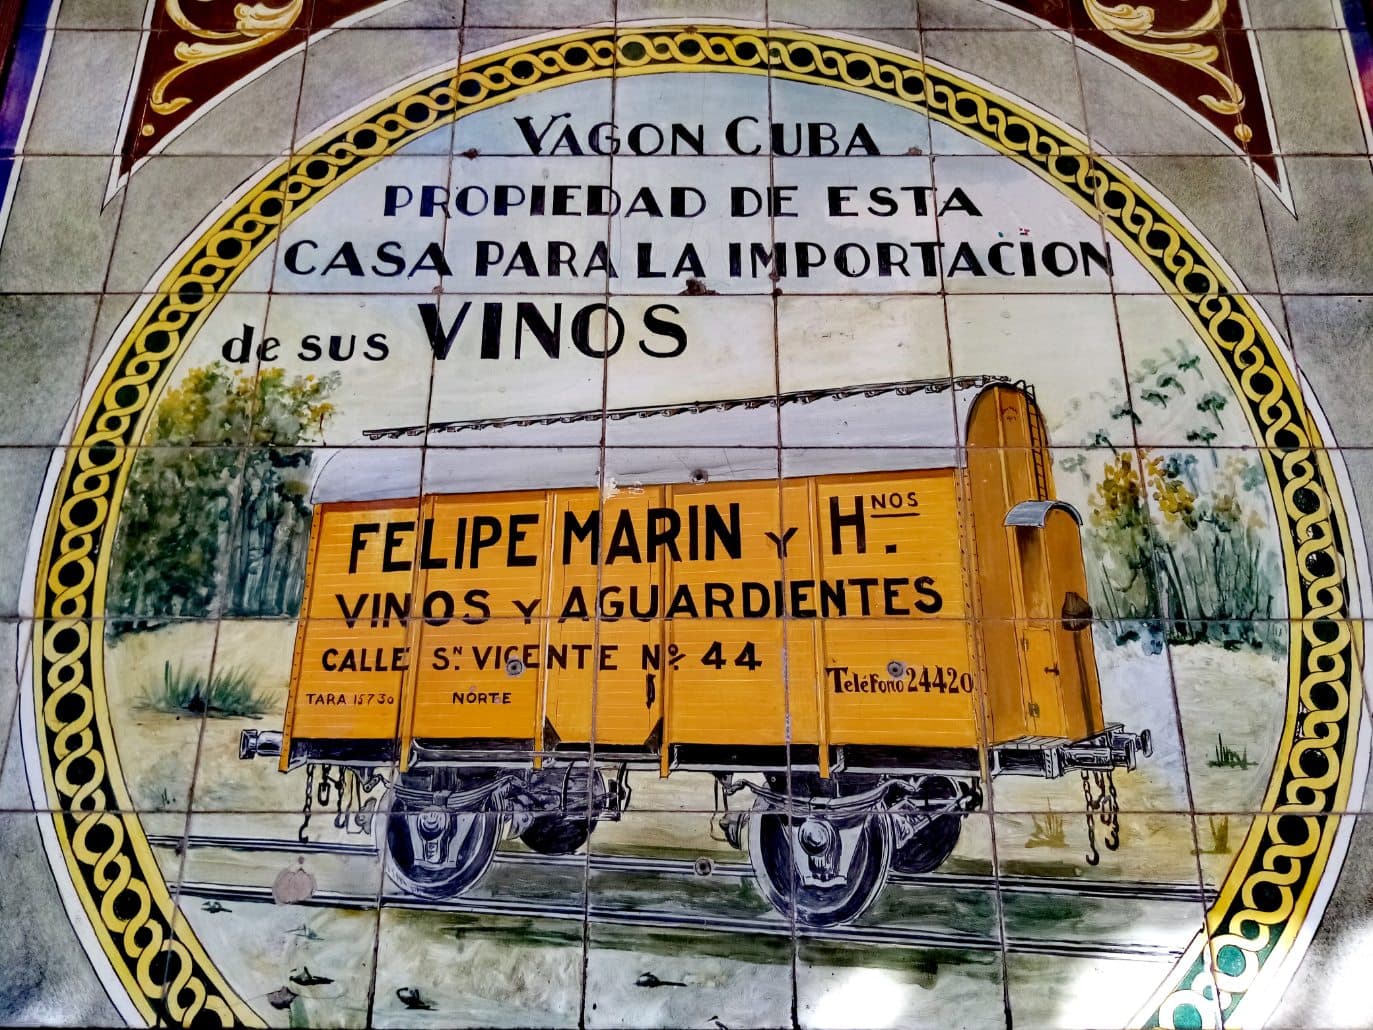 VAGON CUBA
PROPIEDAD DE ESTA
CASA PARA LA IMPORTACION
de sus VINOS
FELIPE MARIN Y HNOS.
VINOS Y AGUARDIENTES
CALLE SN. VICENTE Nº 44
Teléfono 24420
TARA 15730 NORTE